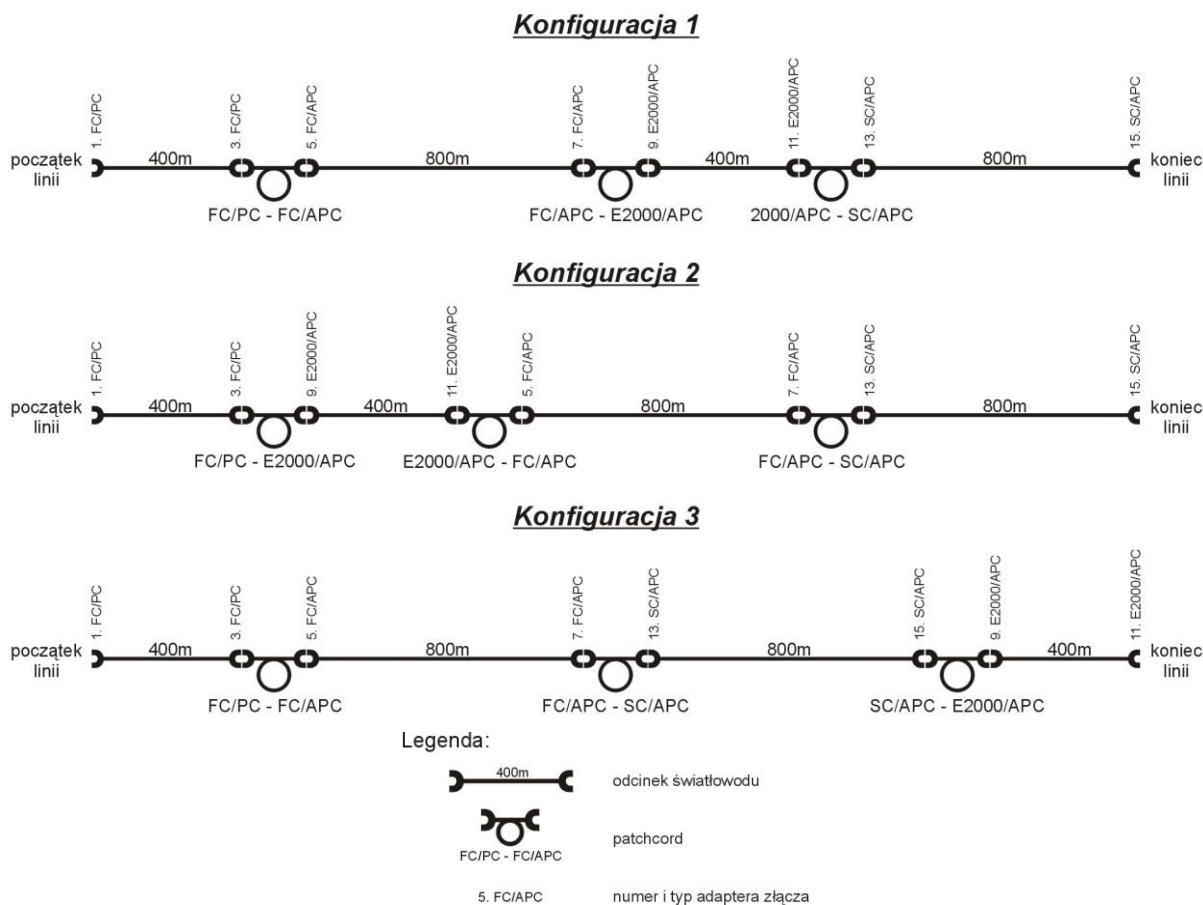 Konfiguracja 1
1. FC/PC
3. FC/PC
5. FC/APC
7. FC/APC
9. E2000/APC
11. E2000/APC
13. SC/APC
15. SC/APC
początek
linii
400m
800m
400m
800m
koniec
linii
FC/PC - FC/APC
FC/APC - E2000/APC
2000/APC - SC/APC
Konfiguracja 2
1. FC/PC
3. FC/PC
9. E2000/APC
11. E2000/APC
5. FC/APC
7. FC/APC
13. SC/APC
15. SC/APC
początek
linii
400m
400m
800m
800m
koniec
linii
FC/PC - E2000/APC
E2000/APC - FC/APC
FC/APC - SC/APC
Konfiguracja 3
1. FC/PC
3. FC/PC
5. FC/APC
7. FC/APC
13. SC/APC
15. SC/APC
9. E2000/APC
11. E2000/APC
początek
linii
400m
800m
800m
400m
koniec
linii
FC/PC - FC/APC
FC/APC - SC/APC
SC/APC - E2000/APC
Legenda:
400m
odcinek światłowodu
patchcord
FC/PC - FC/APC
5. FC/APC
numer i typ adaptera złącza